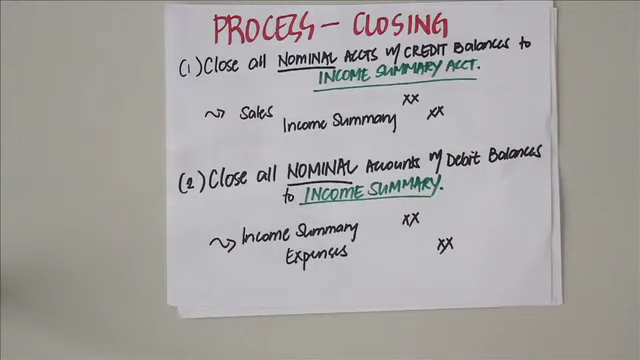 PROCESS - CLOSING
(1) Close all NOMINAL ACCTS w/ CREDIT Balances to
INCOME SUMMARY ACCT.
Sales xx
Income Summary xx
(2) Close all NOMINAL Accounts w/ Debit Balances
to INCOME SUMMARY.
Income Summary xx
Expenses xx